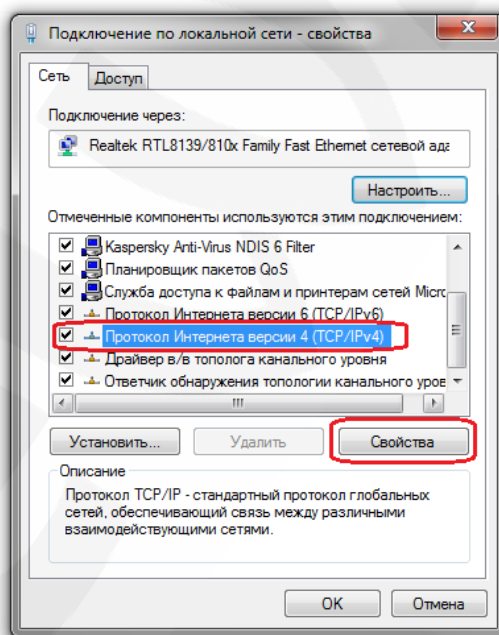 Подключение по локальной сети - свойства
Сеть
Доступ
Подключение через:
Realtek RTL8139/810x Family Fast Ethernet сетевой ада
Настроить...
Отмеченные компоненты используются этим подключением:
Kaspersky Anti-Virus NDIS 6 Filter
Планировщик пакетов QoS
Служба доступа к файлам и принтерам сетей Micro
Протокол Интернета версии 6 (TCP/IPv6)
Протокол Интернета версии 4 (TCP/IPv4)
Драйвер в/в тополога канального уровня
Ответчик обнаружения топологии канального уров
Установить...
Удалить
Свойства
Описание
Протокол TCP/IP - стандартный протокол глобальных
сетей, обеспечивающий связь между различными
взаимодействующими сетями.
OK
Отмена